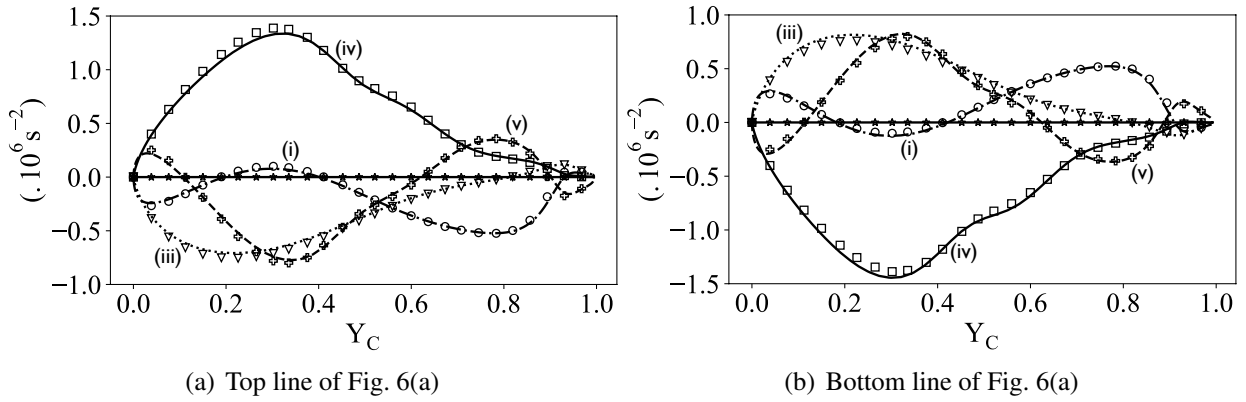 1.5
1.0
0.5
0.0
−0.5
−1.0
(. 10⁶ s⁻²)
(iv)
(i)
(v)
(iii)
0.0 0.2 0.4 0.6 0.8 1.0
Y_C
(a) Top line of Fig. 6(a)
1.0
0.5
0.0
−0.5
−1.0
−1.5
(. 10⁶ s⁻²)
(iii)
(i)
(v)
(iv)
0.0 0.2 0.4 0.6 0.8 1.0
Y_C
(b) Bottom line of Fig. 6(a)